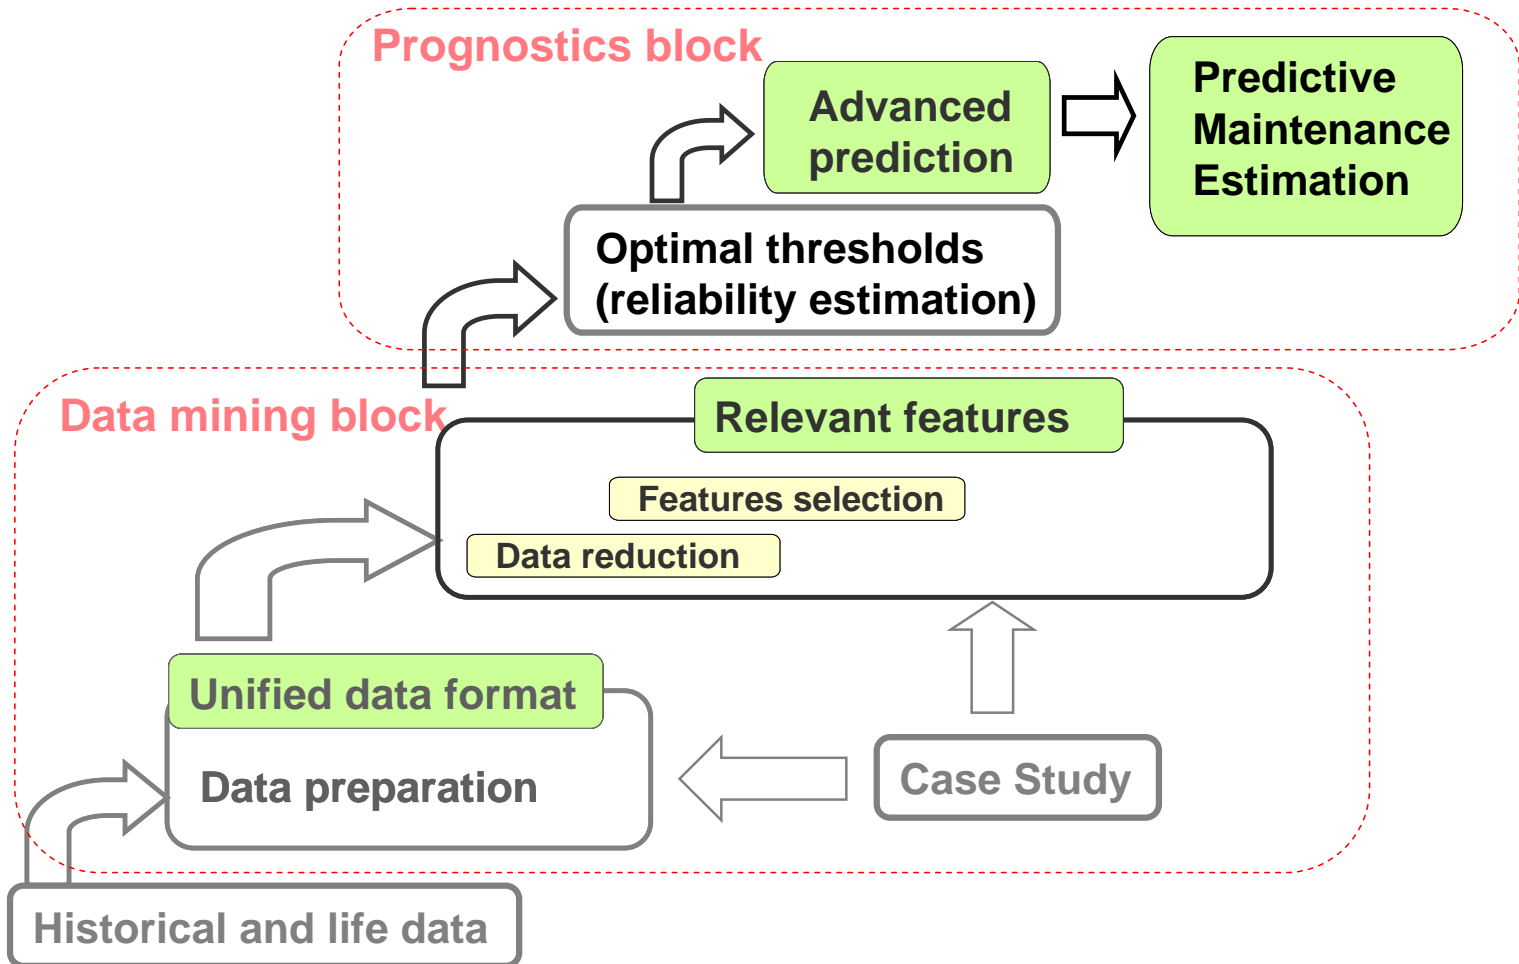 Prognostics block
Advanced
prediction
Predictive
Maintenance
Estimation
Optimal thresholds
(reliability estimation)
Data mining block
Relevant features
Features selection
Data reduction
Unified data format
Data preparation
Case Study
Historical and life data